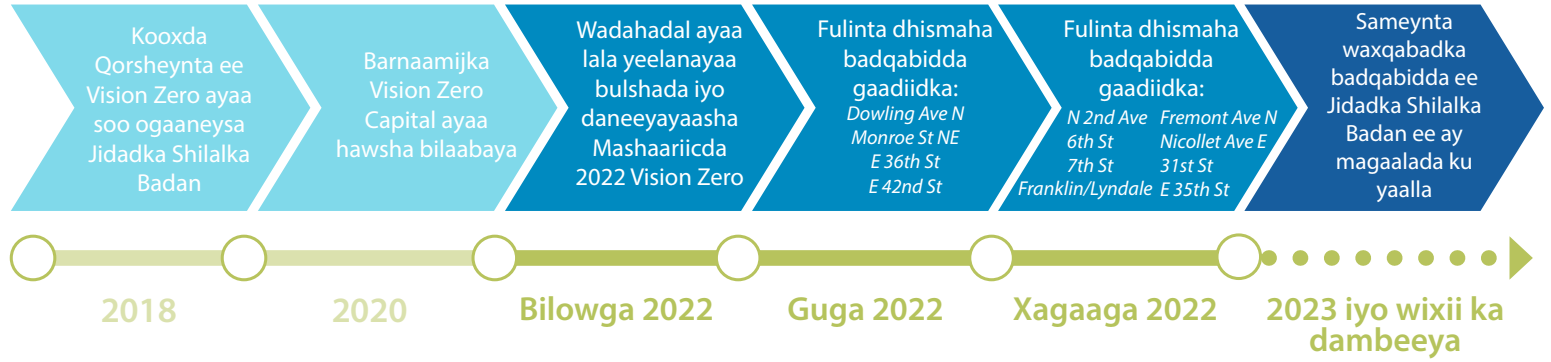 Kooxda
Qorsheynta ee
Vision Zero ayaa
soo ogaaneysa
Jidadka Shilalka
Badan
Barnaamijka
Vision Zero
Capital ayaa
hawsha bilaabaya
Wadahadal ayaa
lala yeelanayaa
bulshada iyo
daneeyayaasha
Mashaariicda
2022 Vision Zero
Fulinta dhismaha
badqabidda
gaadiidka:
Dowling Ave N
Monroe St NE
E 36th St
E 42nd St
Fulinta dhismaha
badqabidda
gaadiidka:
N 2nd Ave Fremont Ave N
6th St Nicollet Ave E
7th St 31st St
Franklin/Lyndale E 35th St
Sameynta
waxqabadka
badqabidda ee
Jidadka Shilalka
Badan ee ay
magaalada ku
yaalla
2018
2020
Bilowga 2022
Guga 2022
Xagaaga 2022
2023 iyo wixii ka
dambeeya